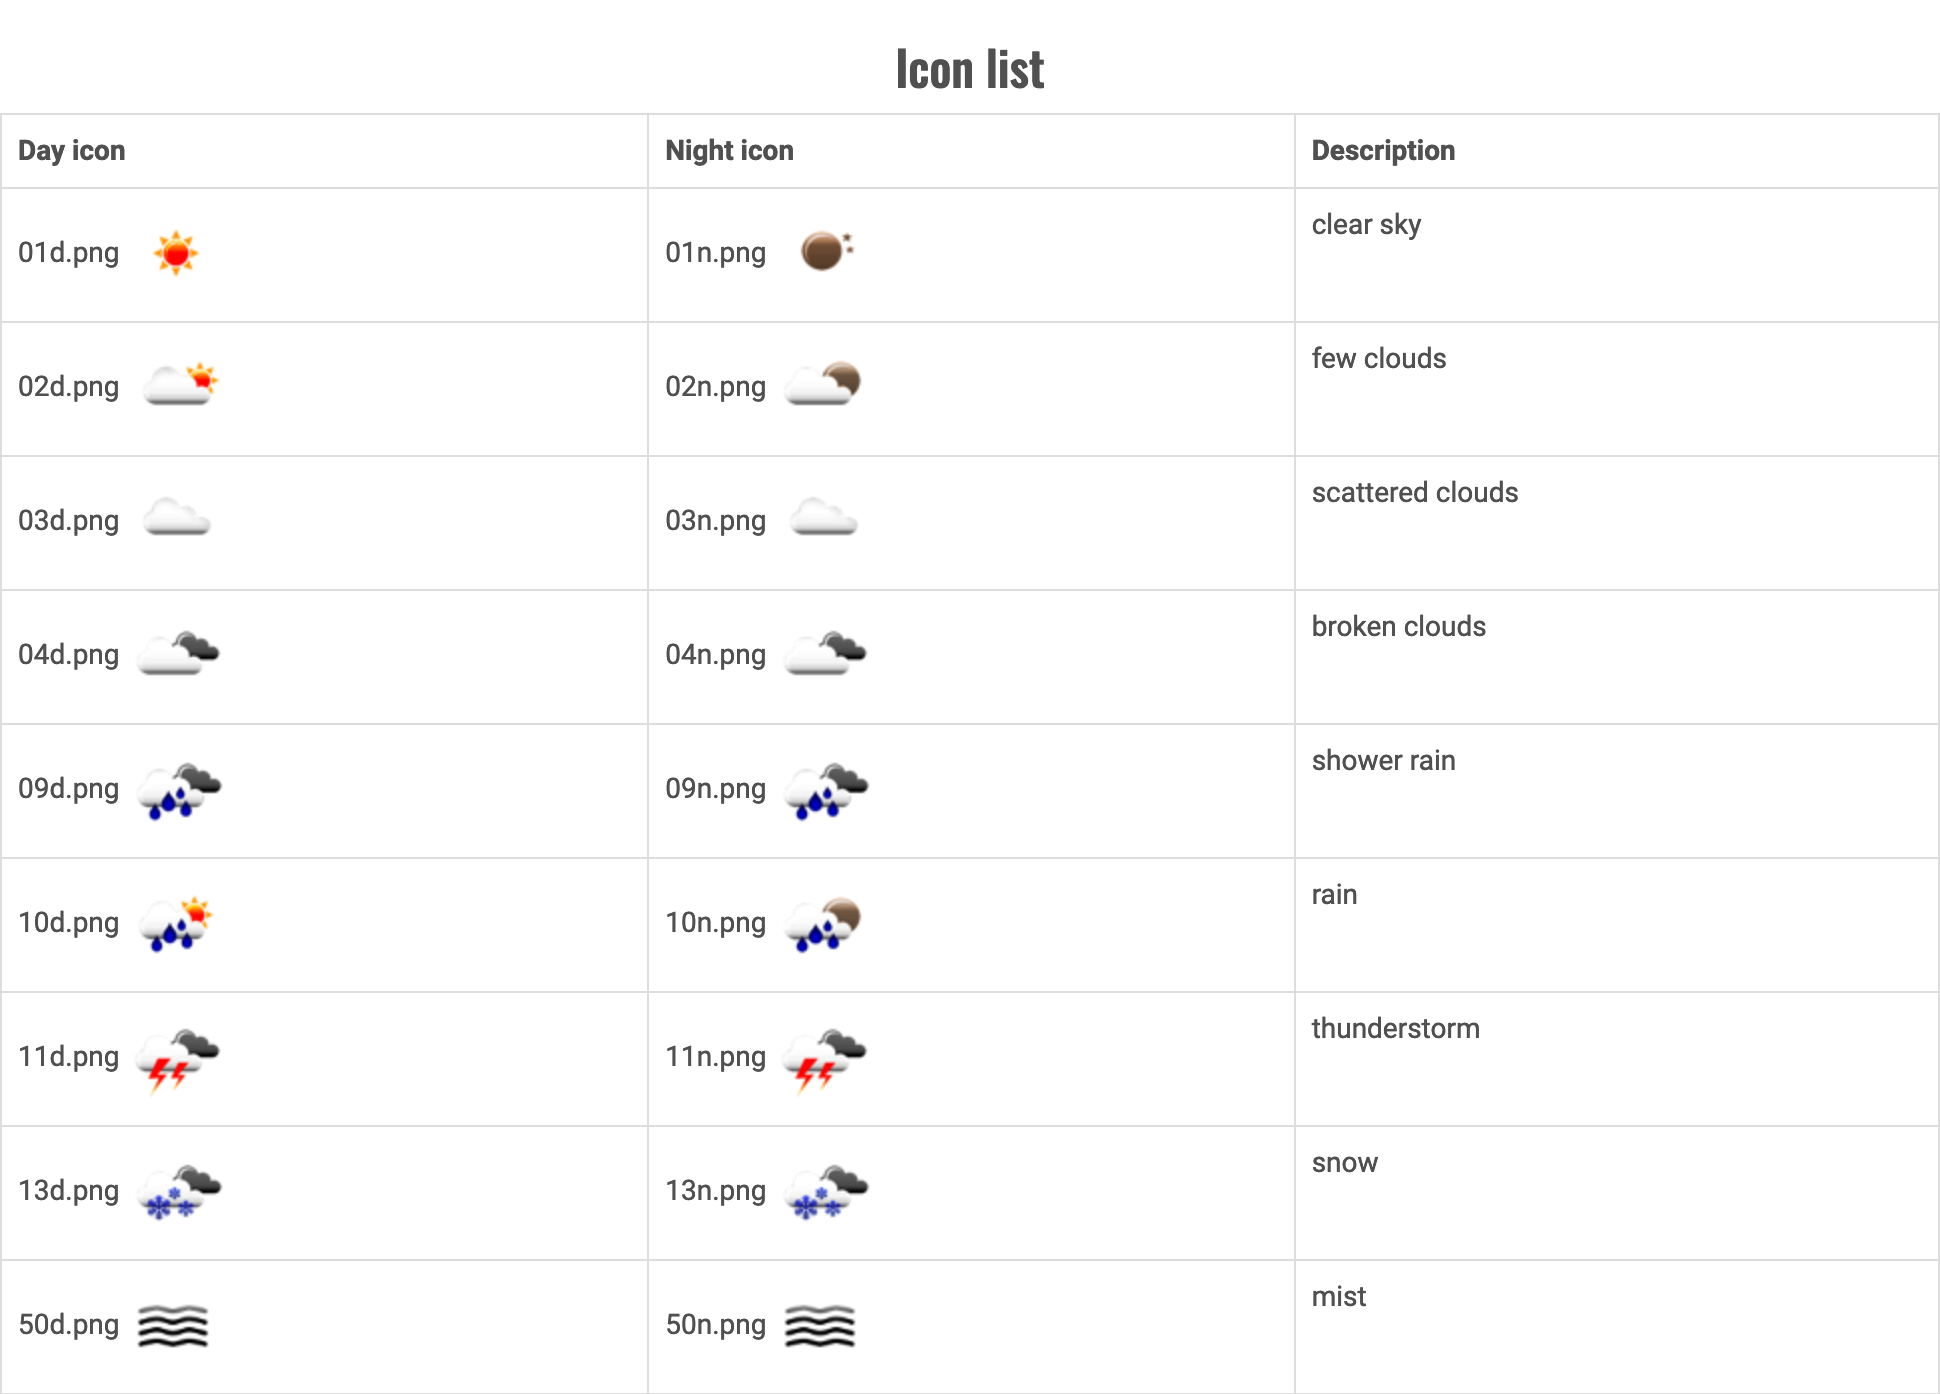 Icon list
Day icon Night icon Description
01d.png 01n.png clear sky
02d.png 02n.png few clouds
03d.png 03n.png scattered clouds
04d.png 04n.png broken clouds
09d.png 09n.png shower rain
10d.png 10n.png rain
11d.png 11n.png thunderstorm
13d.png 13n.png snow
50d.png 50n.png mist